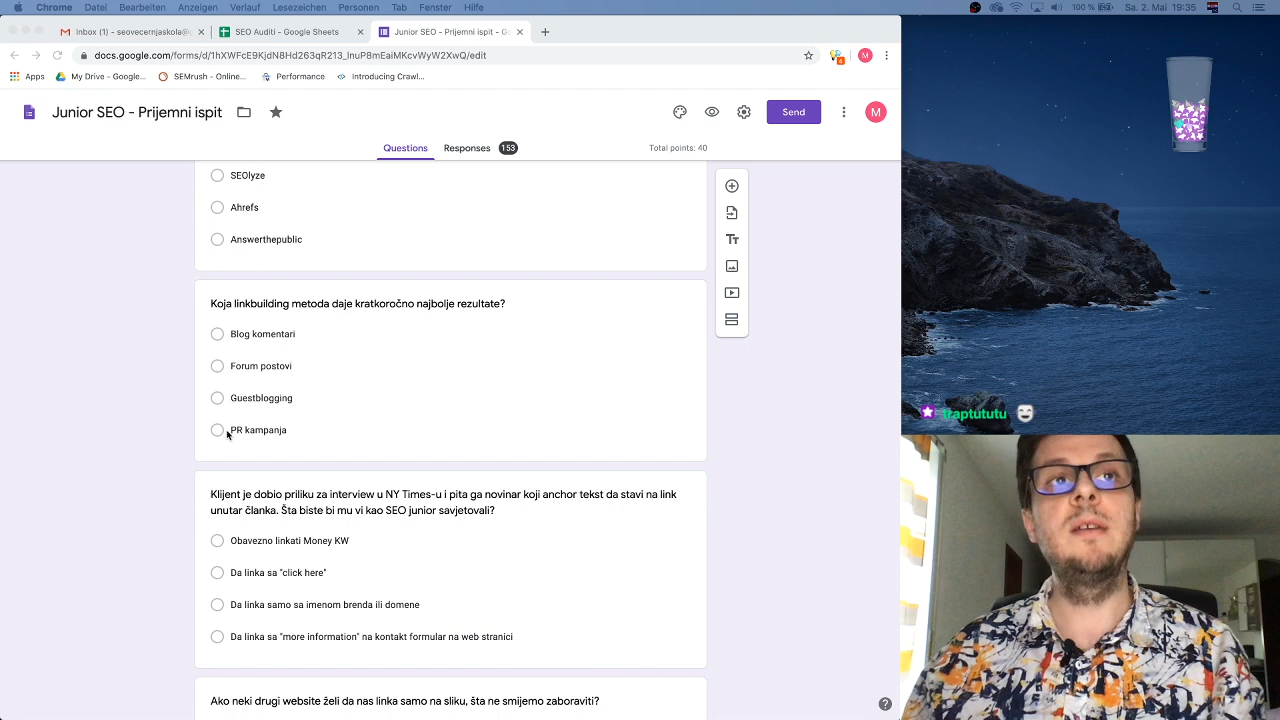 Chrome Datei Bearbeiten Anzeigen Verlauf Lesezeichen Personen Tab Fenster Hilfe 100 % Sa. 2. Mai 19:35
Inbox (1) - seovecernjaskola@ SEO Auditi - Google Sheets Junior SEO - Prijemni ispit - G
docs.google.com/forms/d/1hXWFcE9KjdN8Hd263qR213_lnuP8mEaiMKcvWyW2XwQ/edit
Apps My Drive - Google... SEMrush - Online... Performance Introducing Crawl...
Junior SEO - Prijemni ispit Send M
Questions Responses 153 Total points: 40
SEOlyze
Ahrefs
Answerthepublic
Koja linkbuilding metoda daje kratkoročno najbolje rezultate?
Blog komentari
Forum postovi
Guestblogging
PR kampanja
Klijent je dobio priliku za interview u NY Times-u i pita ga novinar koji anchor tekst da stavi na link
unutar članka. Šta biste bi mu vi kao SEO junior savjetovali?
Obavezno linkati Money KW
Da linka sa "click here"
Da linka samo sa imenom brenda ili domene
Da linka sa "more information" na kontakt formular na web stranici
Ako neki drugi website želi da nas linka samo na sliku, šta ne smijemo zaboraviti?
traptututu